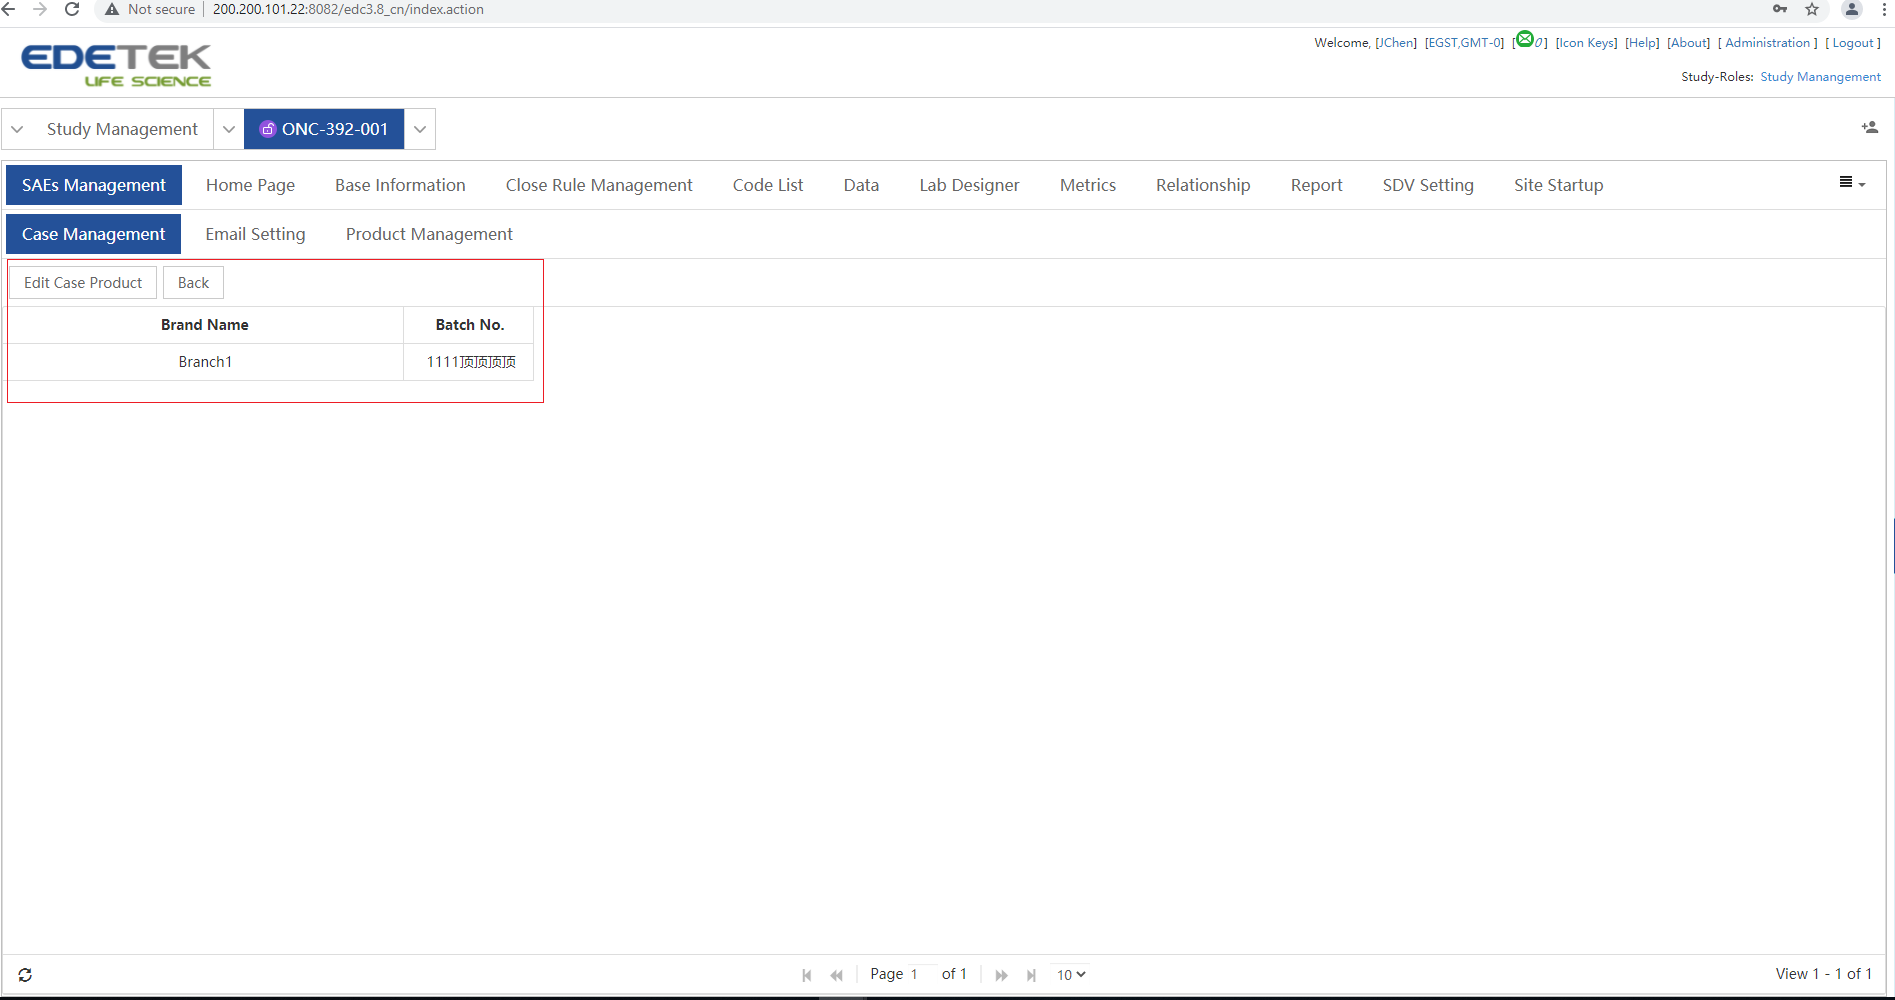 Not secure | 200.200.101.22:8082/edc3.8_cn/index.action
EDETEK
LIFE SCIENCE
Welcome, [JChen] [EGST,GMT-0] [0] [Icon Keys] [Help] [About] [ Administration ] [ Logout ]
Study-Roles: Study Manangement
Study Management ONC-392-001
SAEs Management Home Page Base Information Close Rule Management Code List Data Lab Designer Metrics Relationship Report SDV Setting Site Startup
Case Management Email Setting Product Management
Edit Case Product Back
Brand Name Batch No.
Branch1 1111顶顶顶顶
Page 1 of 1 10 View 1 - 1 of 1